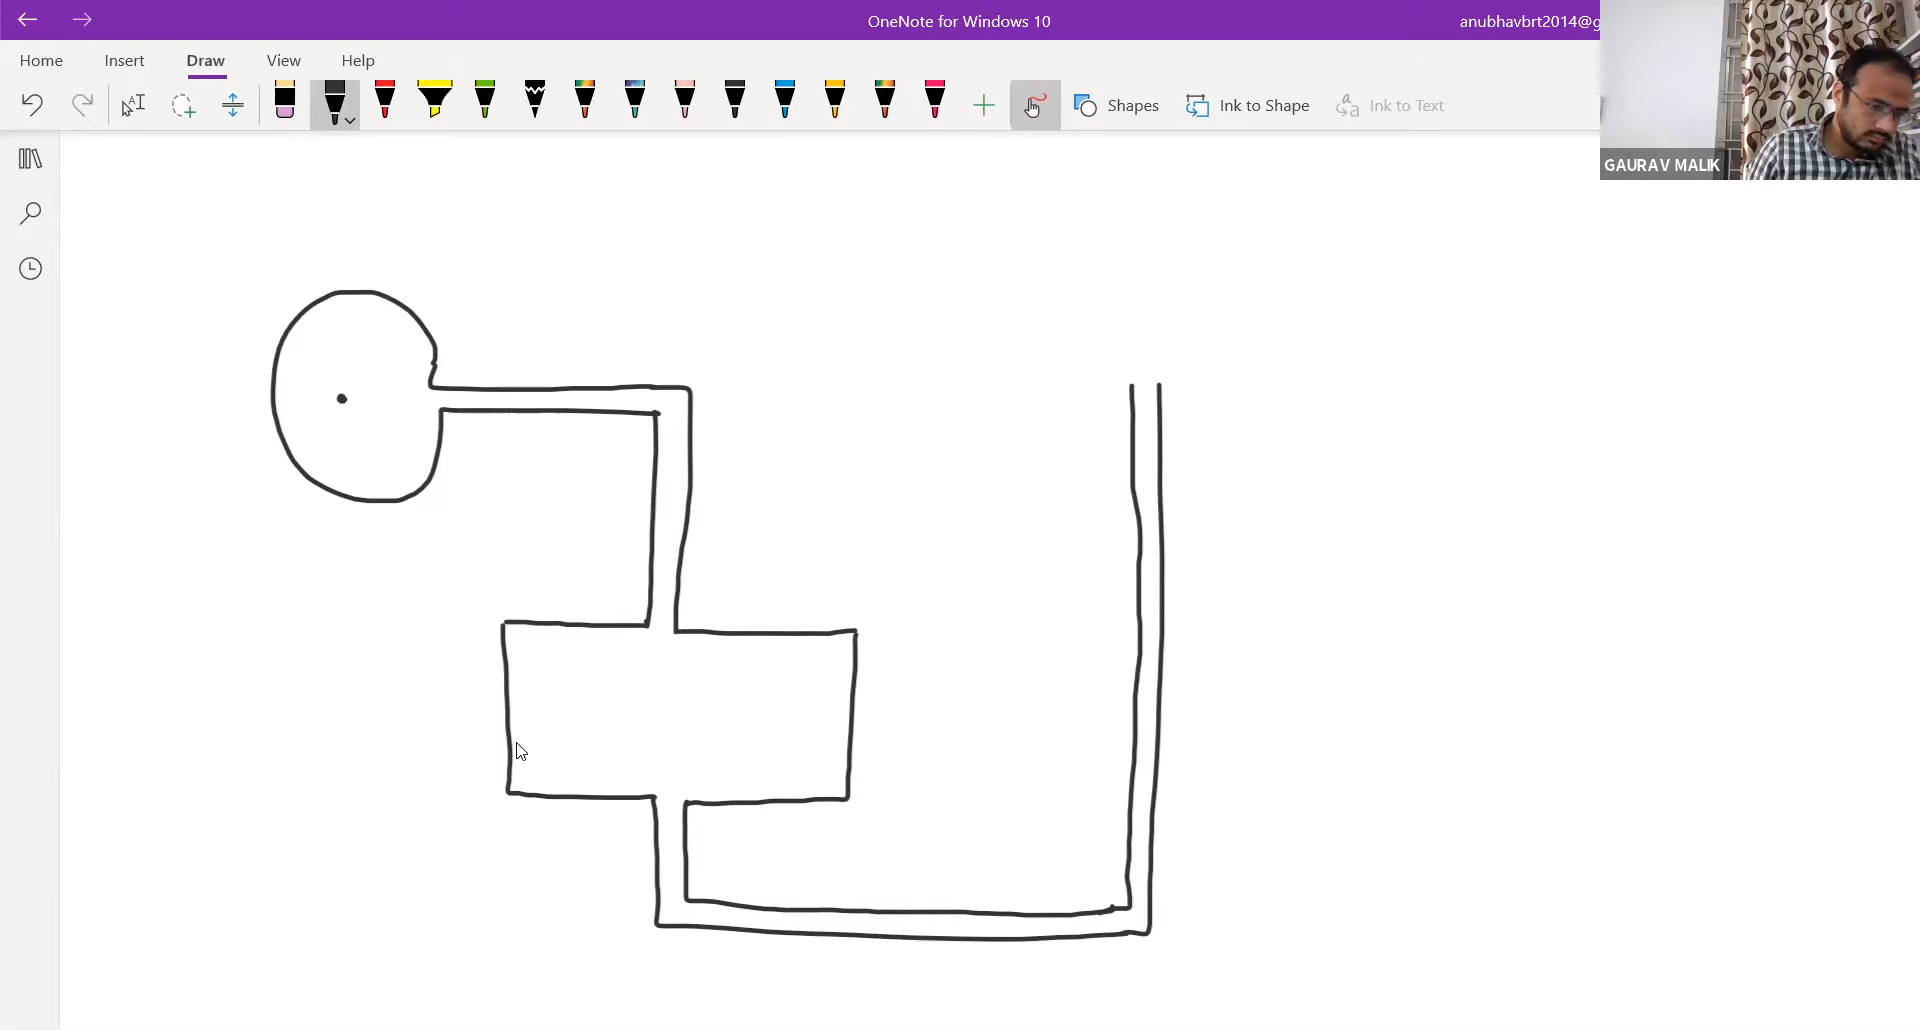 OneNote for Windows 10
anubhavbrt2014@g
Home Insert Draw View Help
Shapes Ink to Shape Ink to Text
GAURAV MALIK